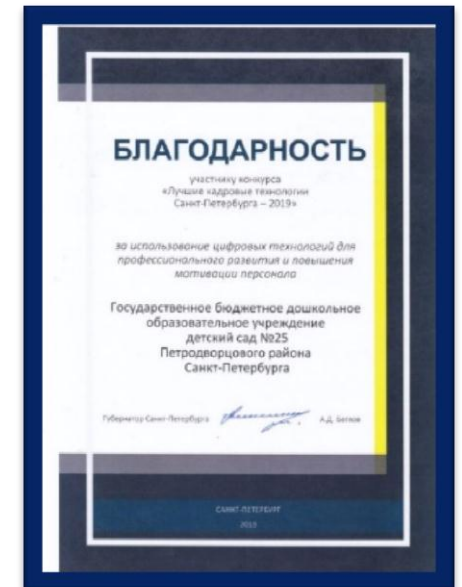 БЛАГОДАРНОСТЬ
участнику конкурса
«Лучшие кадровые технологии
Санкт-Петербурга – 2019»
за использование цифровых технологий для
профессионального развития и повышения
мотивации персонала
Государственное бюджетное дошкольное
образовательное учреждение
детский сад №25
Петродворцового района
Санкт-Петербурга
Губернатор Санкт-Петербурга А.Д. Беглов
САНКТ-ПЕТЕРБУРГ
2019